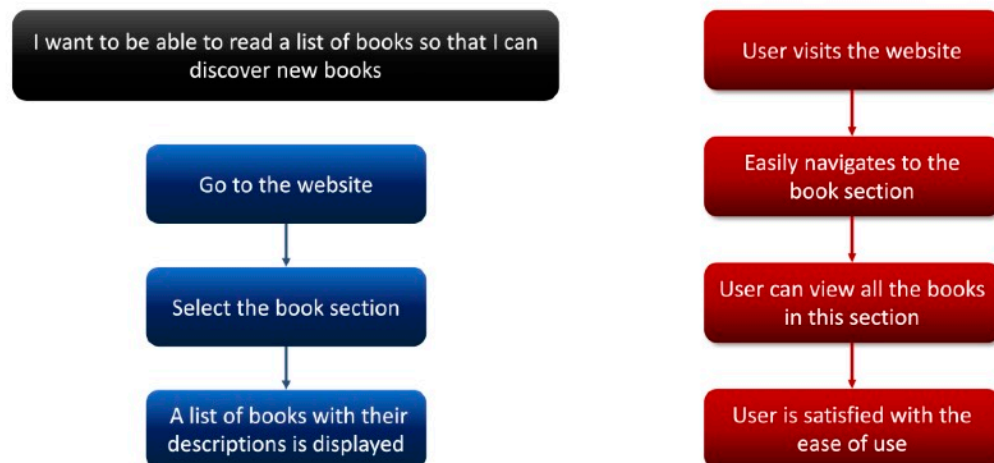 I want to be able to read a list of books so that I can
discover new books
Go to the website
Select the book section
A list of books with their
descriptions is displayed
User visits the website
Easily navigates to the
book section
User can view all the books
in this section
User is satisfied with the
ease of use